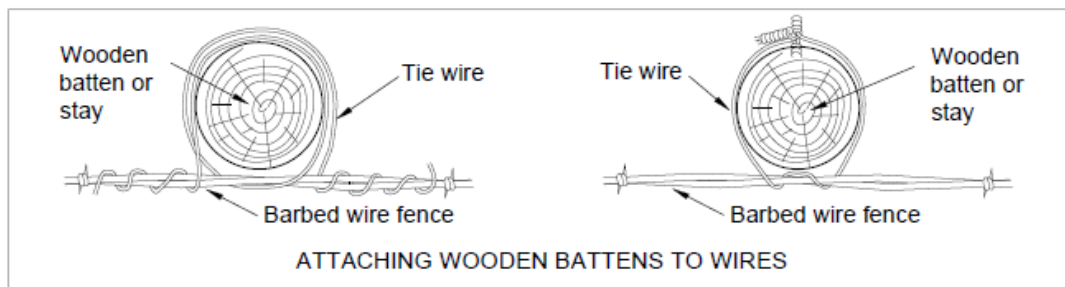 Wooden
batten or
stay
Tie wire
Barbed wire fence
Tie wire
Wooden
batten or
stay
Barbed wire fence
ATTACHING WOODEN BATTENS TO WIRES